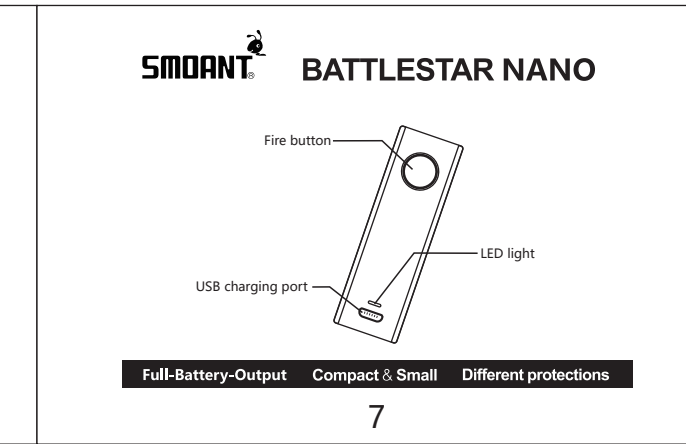 SMOANT®
BATTLESTAR NANO
Fire button
LED light
USB charging port
Full-Battery-Output Compact & Small Different protections
7